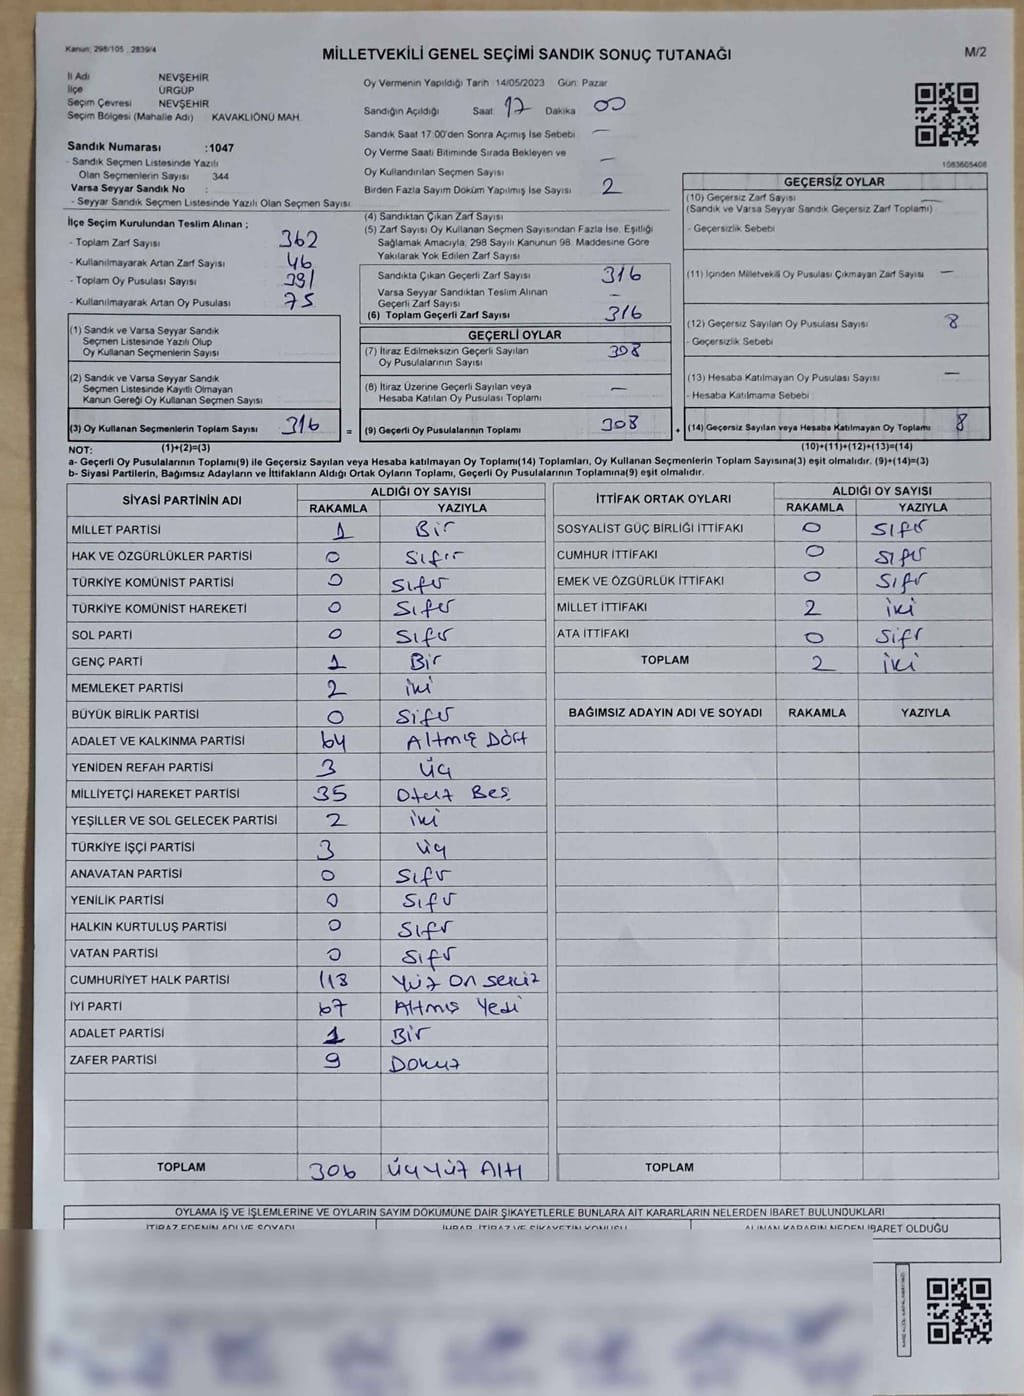 Kanun: 298/105 , 2839/4
MİLLETVEKİLİ GENEL SEÇİMİ SANDIK SONUÇ TUTANAĞI
M/2
İl Adı NEVŞEHİR
İlçe ÜRGÜP
Seçim Çevresi NEVŞEHİR
Seçim Bölgesi (Mahalle Adı) KAVAKLIÖNÜ MAH.
Sandık Numarası :1047
- Sandık Seçmen Listesinde Yazılı
Olan Seçmenlerin Sayısı 344
Varsa Seyyar Sandık No :
- Seyyar Sandık Seçmen Listesinde Yazılı Olan Seçmen Sayısı
Oy Vermenin Yapıldığı Tarih 14/05/2023 Gün: Pazar
Sandığın Açıldığı Saat 17 Dakika 00
Sandık Saat 17:00'den Sonra Açımış İse Sebebi —
Oy Verme Saati Bitiminde Sırada Bekleyen ve
Oy Kullandırılan Seçmen Sayısı —
Birden Fazla Sayım Döküm Yapılmış İse Sayısı 2
1083605408
İlçe Seçim Kurulundan Teslim Alınan ;
- Toplam Zarf Sayısı 362
- Kullanılmayarak Artan Zarf Sayısı 46
- Toplam Oy Pusulası Sayısı 391
- Kullanılmayarak Artan Oy Pusulası 75
(1) Sandık ve Varsa Seyyar Sandık
Seçmen Listesinde Yazılı Olup
Oy Kullanan Seçmenlerin Sayısı
(2) Sandık ve Varsa Seyyar Sandık
Seçmen Listesinde Kayıtlı Olmayan
Kanun Gereği Oy Kullanan Seçmen Sayısı
(3) Oy Kullanan Seçmenlerin Toplam Sayısı 316 =
(4) Sandıktan Çıkan Zarf Sayısı
(5) Zarf Sayısı Oy Kullanan Seçmen Sayısından Fazla İse, Eşitliği
Sağlamak Amacıyla, 298 Sayılı Kanunun 98. Maddesine Göre
Yakılarak Yok Edilen Zarf Sayısı
Sandıkta Çıkan Geçerli Zarf Sayısı 316
Varsa Seyyar Sandıktan Teslim Alınan
Geçerli Zarf Sayısı —
(6) Toplam Geçerli Zarf Sayısı 316
GEÇERLİ OYLAR
(7) İtiraz Edilmeksizin Geçerli Sayılan
Oy Pusulalarının Sayısı 308
(8) İtiraz Üzerine Geçerli Sayılan veya
Hesaba Katılan Oy Pusulası Toplamı —
(9) Geçerli Oy Pusulalarının Toplamı 308 +
GEÇERSİZ OYLAR
(10) Geçersiz Zarf Sayısı —
(Sandık ve Varsa Seyyar Sandık Geçersiz Zarf Toplamı)
- Geçersizlik Sebebi
(11) İçinden Milletvekili Oy Pusulası Çıkmayan Zarf Sayısı —
(12) Geçersiz Sayılan Oy Pusulası Sayısı 8
- Geçersizlik Sebebi
(13) Hesaba Katılmayan Oy Pusulası Sayısı —
- Hesaba Katılmama Sebebi
(14) Geçersiz Sayılan veya Hesaba Katılmayan Oy Toplamı 8
NOT: (1)+(2)=(3) (10)+(11)+(12)+(13)=(14)
a- Geçerli Oy Pusulalarının Toplamı(9) ile Geçersiz Sayılan veya Hesaba katılmayan Oy Toplamı(14) Toplamları, Oy Kullanan Seçmenlerin Toplam Sayısına(3) eşit olmalıdır. (9)+(14)=(3)
b- Siyasi Partilerin, Bağımsız Adayların ve İttifakların Aldığı Ortak Oyların Toplamı, Geçerli Oy Pusulalarının Toplamına(9) eşit olmalıdır.
SİYASİ PARTİNİN ADI ALDIĞI OY SAYISI
RAKAMLA YAZIYLA
MİLLET PARTİSİ 1 Bir
HAK VE ÖZGÜRLÜKLER PARTİSİ 0 Sıfır
TÜRKİYE KOMÜNİST PARTİSİ 0 Sıfır
TÜRKİYE KOMÜNİST HAREKETİ 0 Sıfır
SOL PARTİ 0 Sıfır
GENÇ PARTİ 1 Bir
MEMLEKET PARTİSİ 2 iki
BÜYÜK BİRLİK PARTİSİ 0 Sıfır
ADALET VE KALKINMA PARTİSİ 64 Altmış Dört
YENİDEN REFAH PARTİSİ 3 Üç
MİLLİYETÇİ HAREKET PARTİSİ 35 Otuz Beş
YEŞİLLER VE SOL GELECEK PARTİSİ 2 iki
TÜRKİYE İŞÇİ PARTİSİ 3 Üç
ANAVATAN PARTİSİ 0 Sıfır
YENİLİK PARTİSİ 0 Sıfır
HALKIN KURTULUŞ PARTİSİ 0 Sıfır
VATAN PARTİSİ 0 Sıfır
CUMHURİYET HALK PARTİSİ 118 Yüz On Sekiz
İYİ PARTİ 67 Altmış Yedi
ADALET PARTİSİ 1 Bir
ZAFER PARTİSİ 9 Dokuz
TOPLAM 306 Üçyüz Altı
İTTİFAK ORTAK OYLARI ALDIĞI OY SAYISI
RAKAMLA YAZIYLA
SOSYALİST GÜÇ BİRLİĞİ İTTİFAKI 0 Sıfır
CUMHUR İTTİFAKI 0 Sıfır
EMEK VE ÖZGÜRLÜK İTTİFAKI 0 Sıfır
MİLLET İTTİFAKI 2 iki
ATA İTTİFAKI 0 Sıfır
TOPLAM 2 iki
BAĞIMSIZ ADAYIN ADI VE SOYADI RAKAMLA YAZIYLA
TOPLAM
OYLAMA İŞ VE İŞLEMLERİNE VE OYLARIN SAYIM DÖKÜMÜNE DAİR ŞİKAYETLERLE BUNLARA AİT KARARLARIN NELERDEN İBARET BULUNDUKLARI
İTİRAZ EDENİN ADI VE SOYADI İHBAR, İTİRAZ VE ŞİKAYETİN KONUSU ALINAN KARARIN NEDEN İBARET OLDUĞU